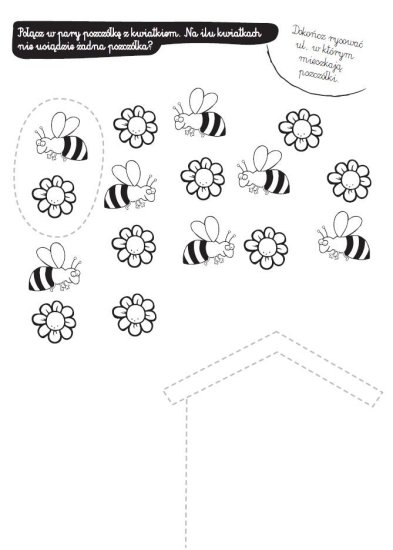 Połącz w pary pszczółkę z kwiatkiem. Na ilu kwiatkach
nie usiądzie żadna pszczółka?
Dokończ rysować
ul, w którym
mieszkają
pszczółki.